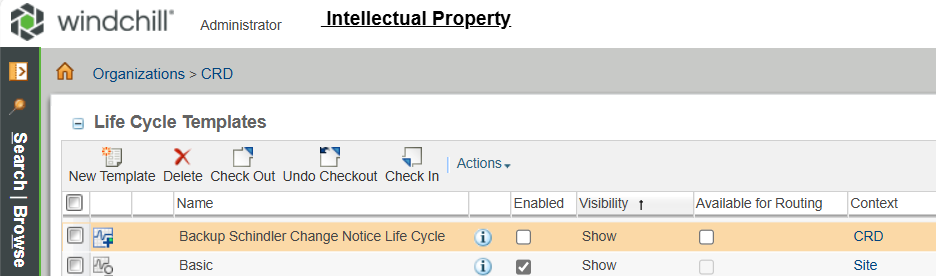 windchill® Administrator Intellectual Property
Organizations > CRD
Search | Browse
Life Cycle Templates
New Template Delete Check Out Undo Checkout Check In Actions
Name Enabled Visibility ↑ Available for Routing Context
Backup Schindler Change Notice Life Cycle Show CRD
Basic Show Site